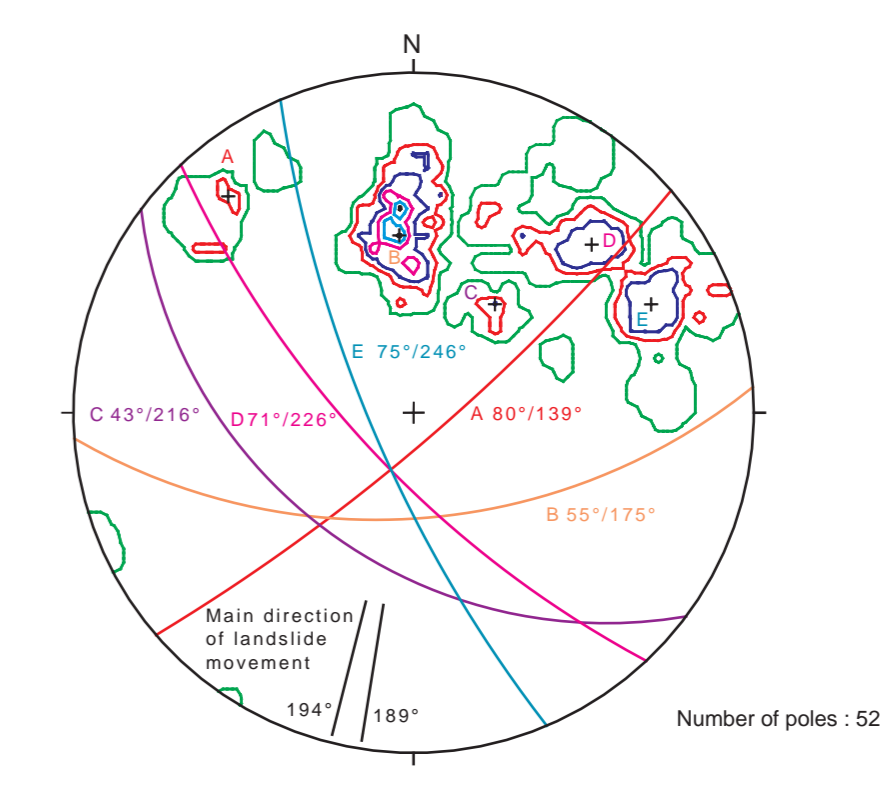 N
A
B
C
D
E
E 75°/246°
C 43°/216°
D71°/226°
A 80°/139°
B 55°/175°
Main direction
of landslide
movement
194°
189°
Number of poles : 52